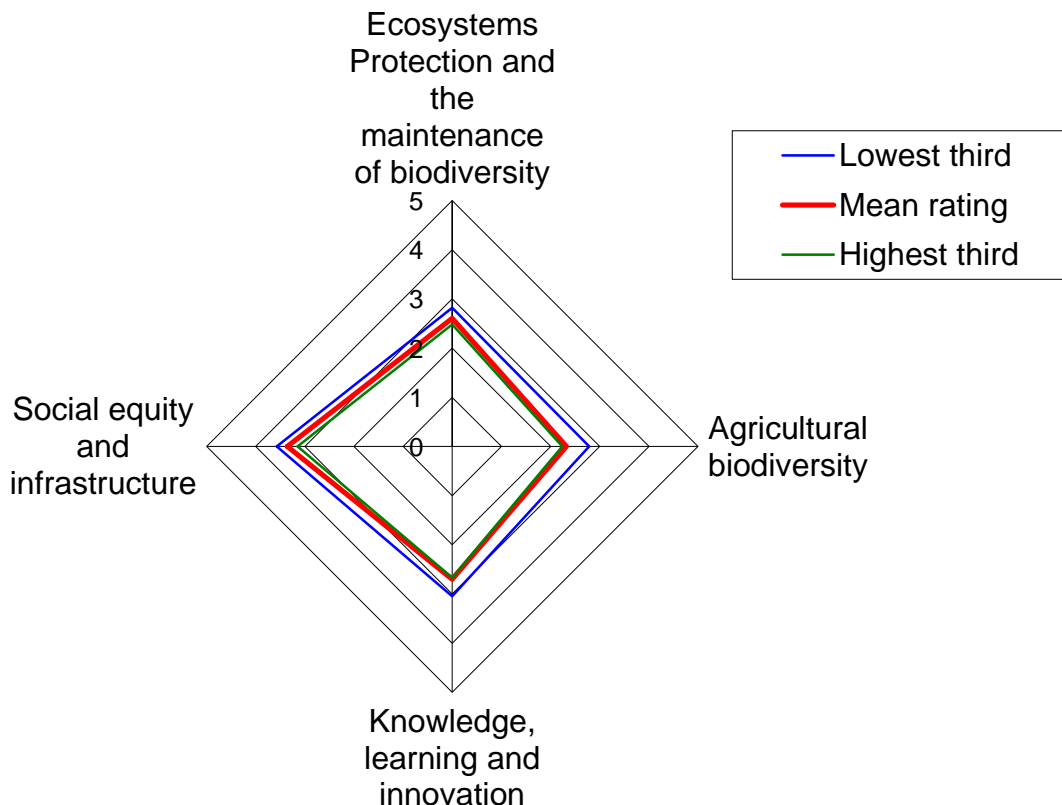 Ecosystems
Protection and
the
maintenance
of biodiversity
Lowest third
Mean rating
Highest third
5
4
3
2
1
0
Social equity
and
infrastructure
Agricultural
biodiversity
Knowledge,
learning and
innovation